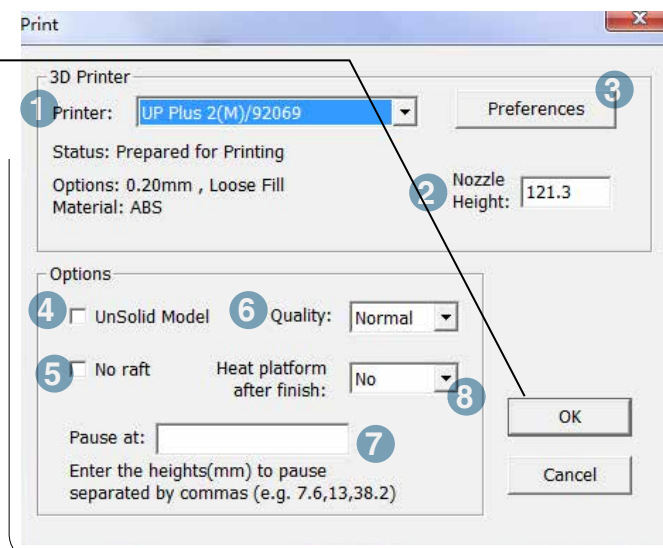 Print
3D Printer
1 Printer: UP Plus 2(M)/92069 Preferences 3
Status: Prepared for Printing
Options: 0.20mm , Loose Fill
Material: ABS
2 Nozzle
Height: 121.3
Options
4 UnSolid Model 6 Quality: Normal
5 No raft Heat platform
after finish: No 8
Pause at: 7
Enter the heights(mm) to pause
separated by commas (e.g. 7.6,13,38.2)
OK
Cancel